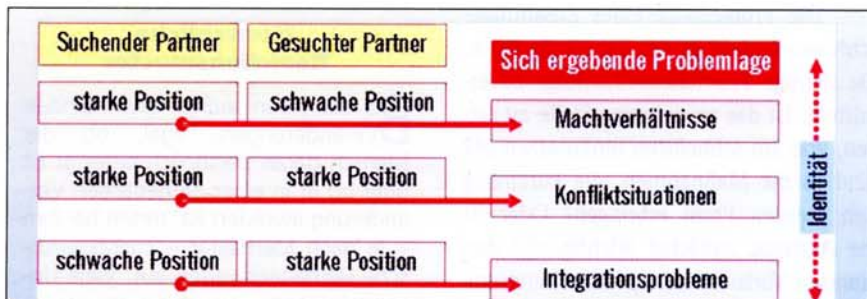 Suchender Partner Gesuchter Partner Sich ergebende Problemlage
starke Position schwache Position Machtverhältnisse
starke Position starke Position Konfliktsituationen
schwache Position starke Position Integrationsprobleme
Identität